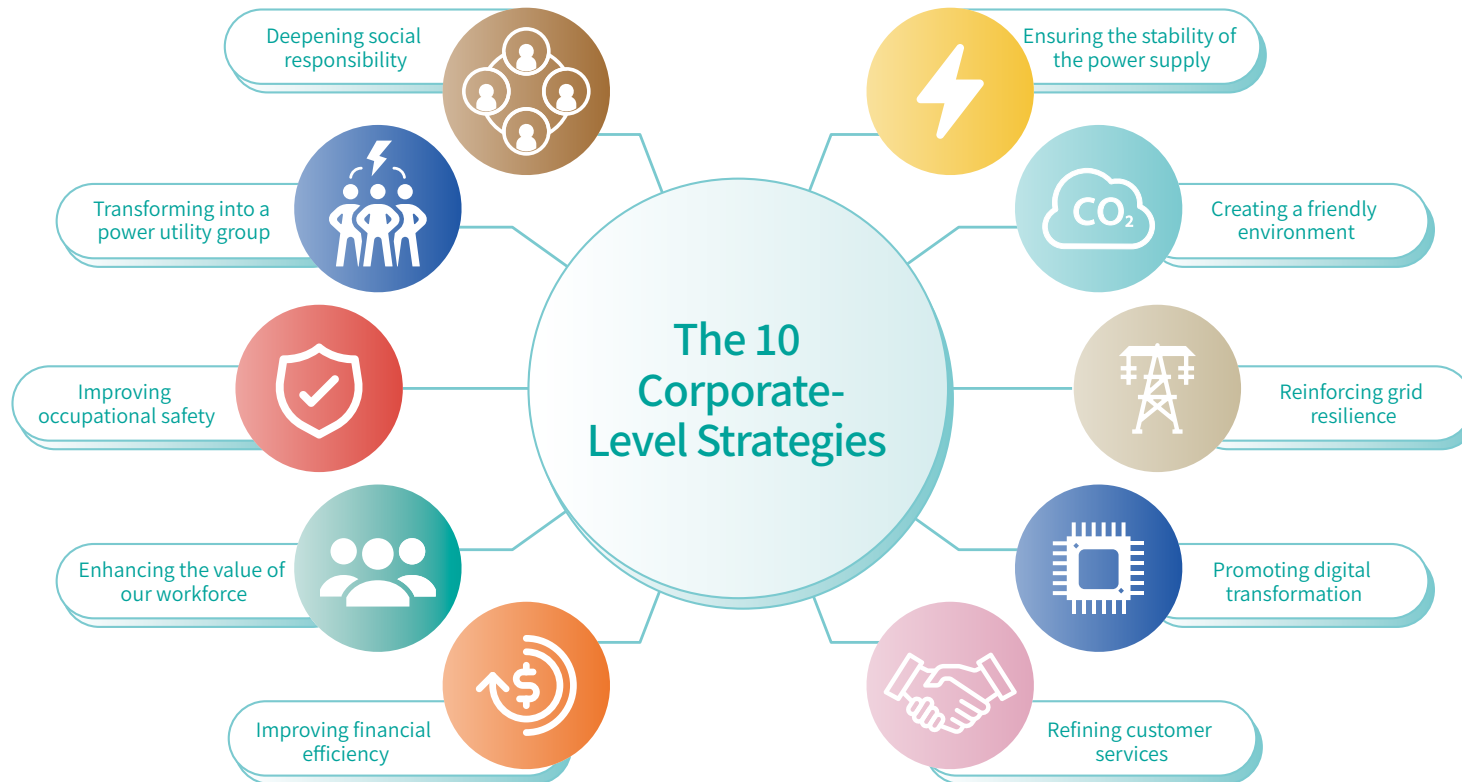 Deepening social
responsibility
Ensuring the stability of
the power supply
Transforming into a
power utility group
CO₂
Creating a friendly
environment
The 10
Corporate-
Level Strategies
Improving
occupational safety
Reinforcing grid
resilience
Enhancing the value of
our workforce
Promoting digital
transformation
$
Improving financial
efficiency
Refining customer
services